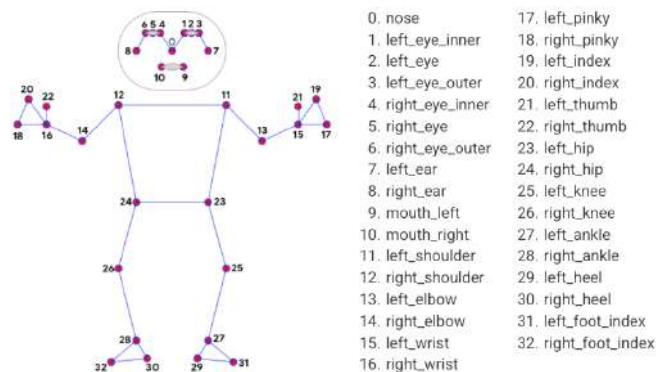 6 5 4 1 2 3
8 0 7
10 9
20 22 12 11 21 19
18 16 14 13 15 17
24 23
26 25
28 27
32 30 29 31
0. nose
1. left_eye_inner
2. left_eye
3. left_eye_outer
4. right_eye_inner
5. right_eye
6. right_eye_outer
7. left_ear
8. right_ear
9. mouth_left
10. mouth_right
11. left_shoulder
12. right_shoulder
13. left_elbow
14. right_elbow
15. left_wrist
16. right_wrist
17. left_pinky
18. right_pinky
19. left_index
20. right_index
21. left_thumb
22. right_thumb
23. left_hip
24. right_hip
25. left_knee
26. right_knee
27. left_ankle
28. right_ankle
29. left_heel
30. right_heel
31. left_foot_index
32. right_foot_index